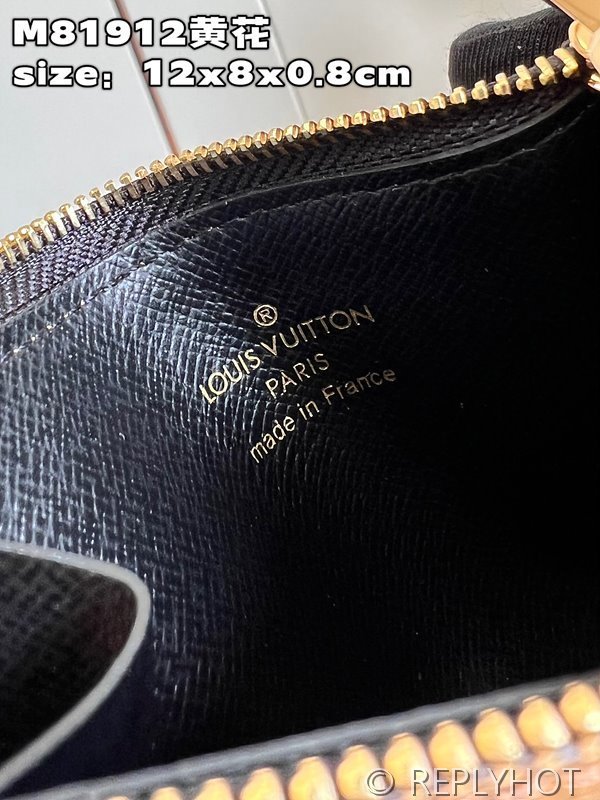 M81912黄花
size：12x8x0.8cm
®
LOUIS VUITTON
PARIS
made in France
© REPLYHOT